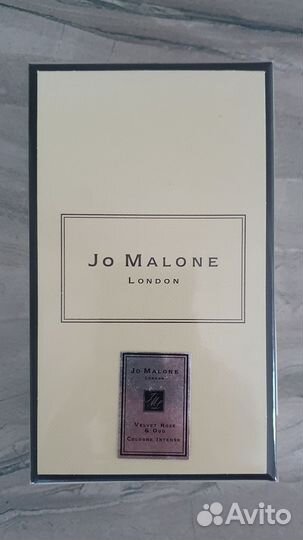 JO MALONE
LONDON
JO MALONE
LONDON
VELVET ROSE
& OUD
COLOGNE INTENSE
Avito